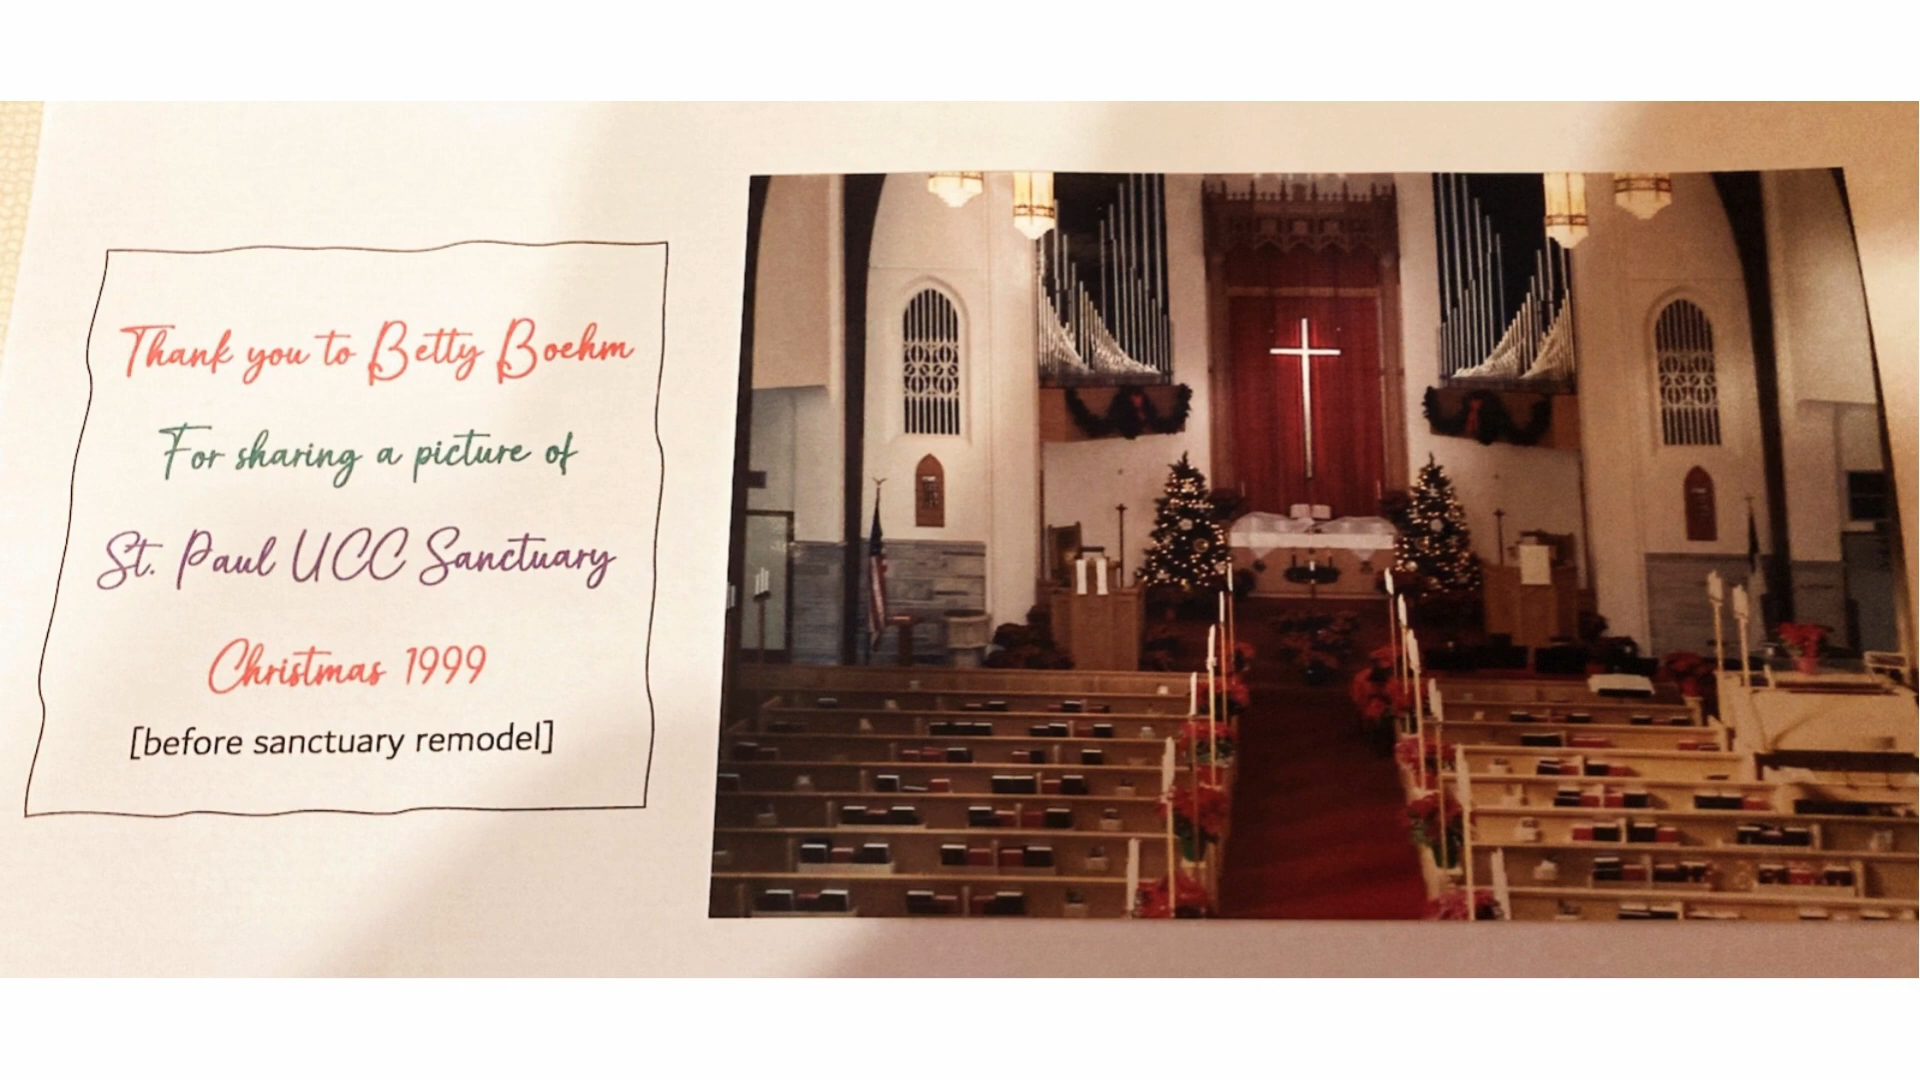 Thank you to Betty Boehm
For sharing a picture of
St. Paul UCC Sanctuary
Christmas 1999
[before sanctuary remodel]